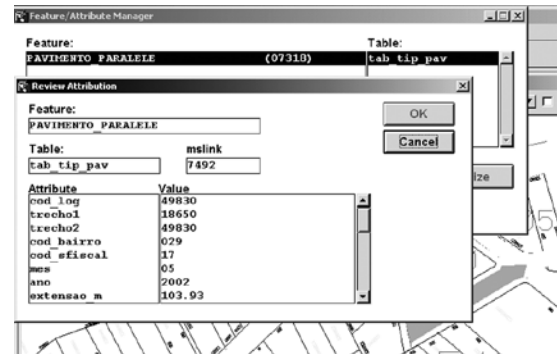 Feature/Attribute Manager
Feature: Table:
PAVIMENTO_PARALELE (07318) tab_tip_pav
Review Attribution
Feature:
PAVIMENTO_PARALELE
OK
Table: mslink
Cancel
tab_tip_pav 7492
Attribute Value
cod_log 49830
trecho1 18650
trecho2 49830
cod_bairro 029
cod_sfiscal 17
mes 05
ano 2002
extensao_m 103.93
ize